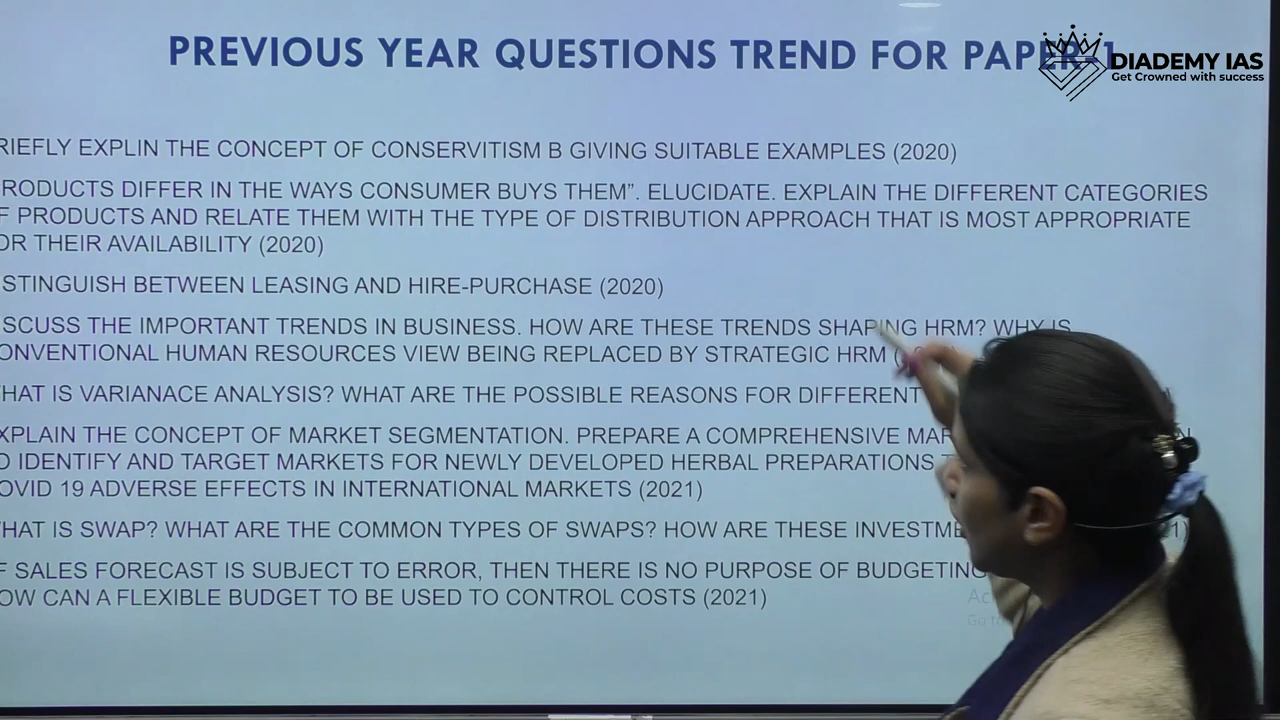 PREVIOUS YEAR QUESTIONS TREND FOR PAPER-1
DIADEMY IAS
Get Crowned with success
RIEFLY EXPLIN THE CONCEPT OF CONSERVITISM B GIVING SUITABLE EXAMPLES (2020)
RODUCTS DIFFER IN THE WAYS CONSUMER BUYS THEM”. ELUCIDATE. EXPLAIN THE DIFFERENT CATEGORIES
F PRODUCTS AND RELATE THEM WITH THE TYPE OF DISTRIBUTION APPROACH THAT IS MOST APPROPRIATE
OR THEIR AVAILABILITY (2020)
STINGUISH BETWEEN LEASING AND HIRE-PURCHASE (2020)
SCUSS THE IMPORTANT TRENDS IN BUSINESS. HOW ARE THESE TRENDS SHAPING HRM? WHY IS
ONVENTIONAL HUMAN RESOURCES VIEW BEING REPLACED BY STRATEGIC HRM
HAT IS VARIANACE ANALYSIS? WHAT ARE THE POSSIBLE REASONS FOR DIFFERENT
XPLAIN THE CONCEPT OF MARKET SEGMENTATION. PREPARE A COMPREHENSIVE MAR
O IDENTIFY AND TARGET MARKETS FOR NEWLY DEVELOPED HERBAL PREPARATIONS
OVID 19 ADVERSE EFFECTS IN INTERNATIONAL MARKETS (2021)
HAT IS SWAP? WHAT ARE THE COMMON TYPES OF SWAPS? HOW ARE THESE INVESTME 1)
F SALES FORECAST IS SUBJECT TO ERROR, THEN THERE IS NO PURPOSE OF BUDGETING
OW CAN A FLEXIBLE BUDGET TO BE USED TO CONTROL COSTS (2021)